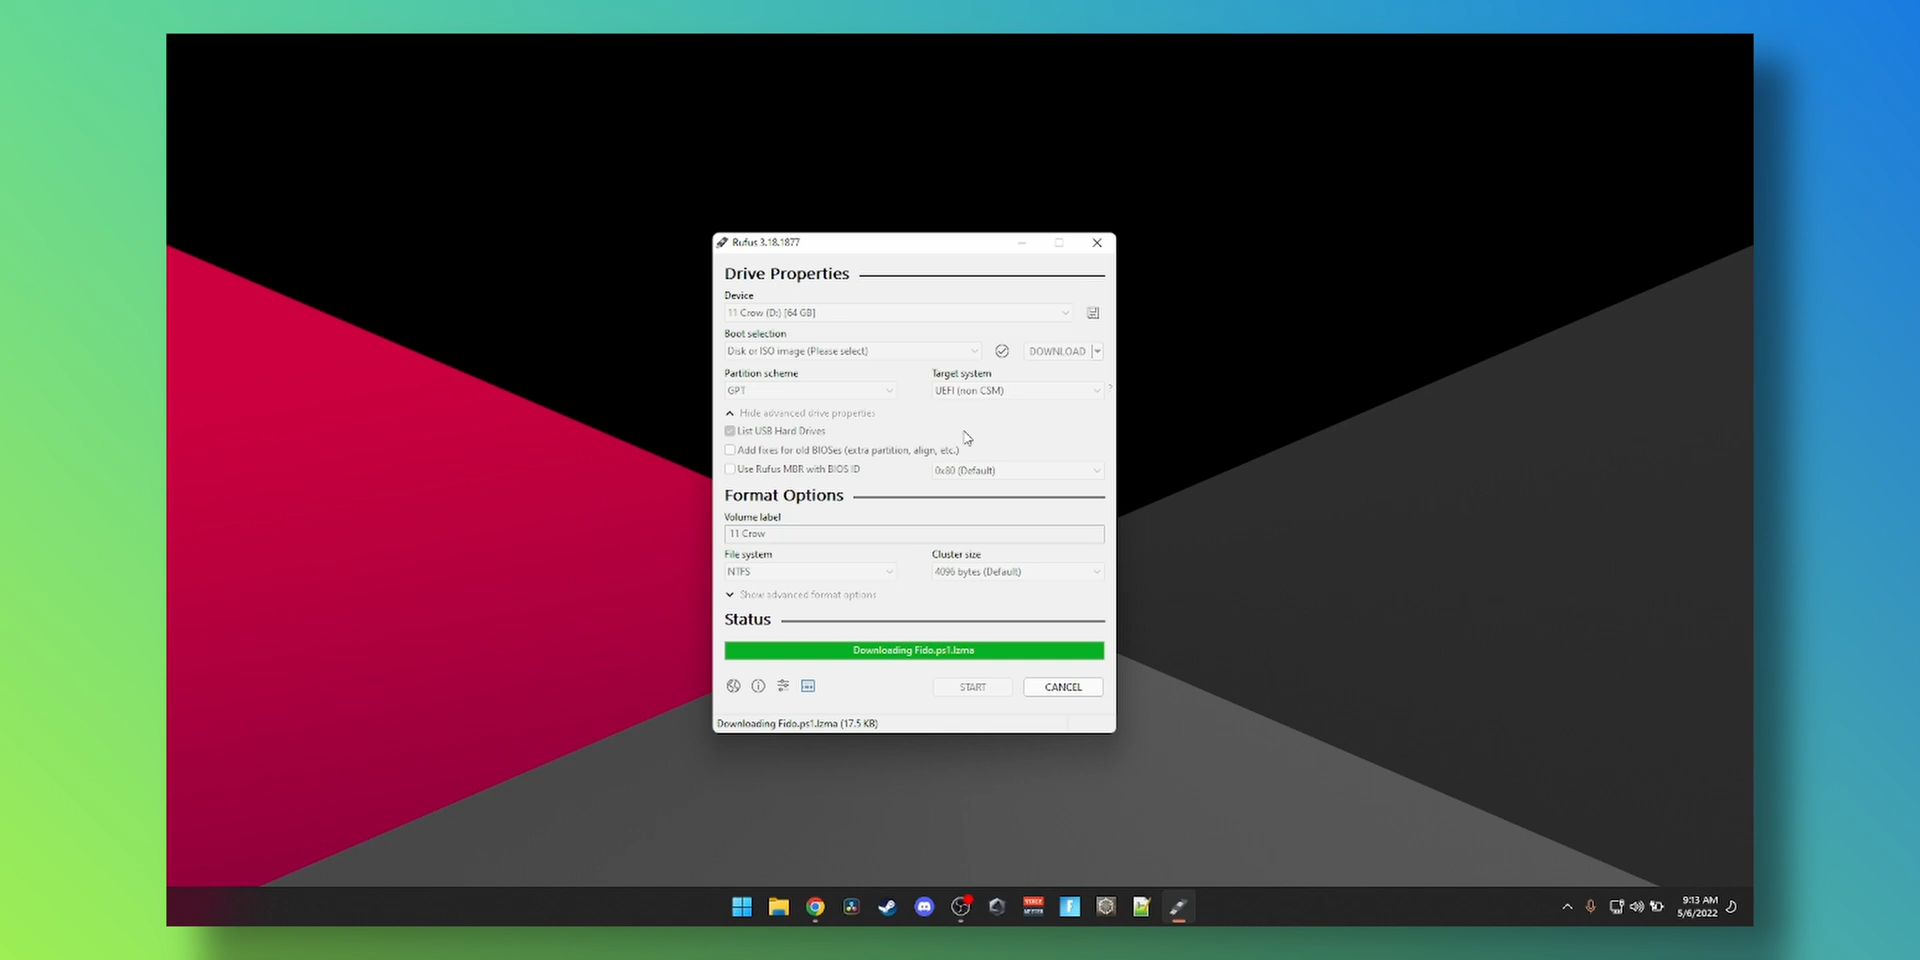 Rufus 3.18.1877
Drive Properties
Device
11 Crow (D:) [64 GB]
Boot selection
Disk or ISO image (Please select)
DOWNLOAD
Partition scheme
Target system
GPT
UEFI (non CSM)
Hide advanced drive properties
List USB Hard Drives
Add fixes for old BIOSes (extra partition, align, etc.)
Use Rufus MBR with BIOS ID
0x80 (Default)
Format Options
Volume label
11 Crow
File system
Cluster size
NTFS
4096 bytes (Default)
Show advanced format options
Status
Downloading Fido.ps1.lzma
START
CANCEL
Downloading Fido.ps1.lzma (17.5 KB)
9:13 AM
5/6/2022